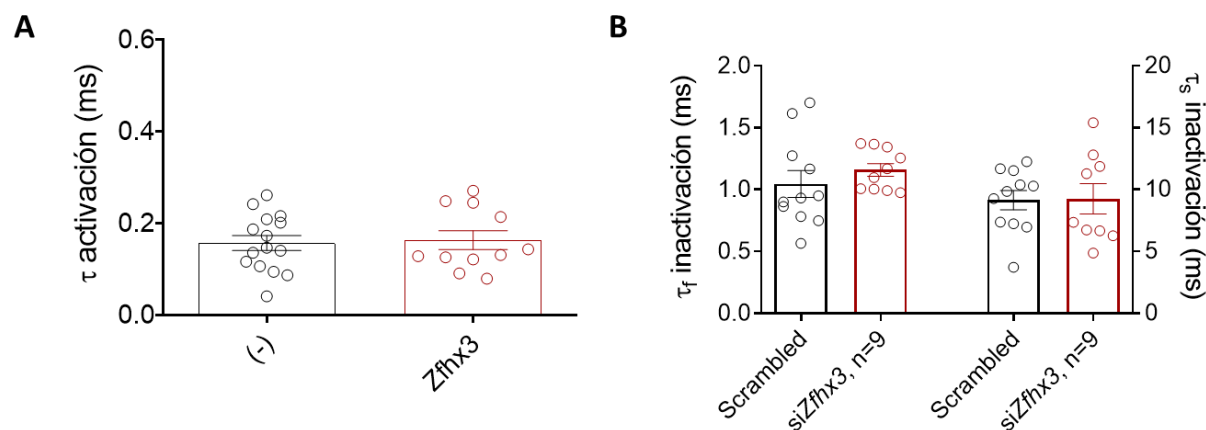 A
τ activación (ms)
0.6
0.4
0.2
0.0
(-)
Zfhx3
B
τf inactivación (ms)
2.0
1.5
1.0
0.5
0.0
τs inactivación
(ms)
20
15
10
5
0
Scrambled
siZfhx3, n=9
Scrambled
siZfhx3, n=9